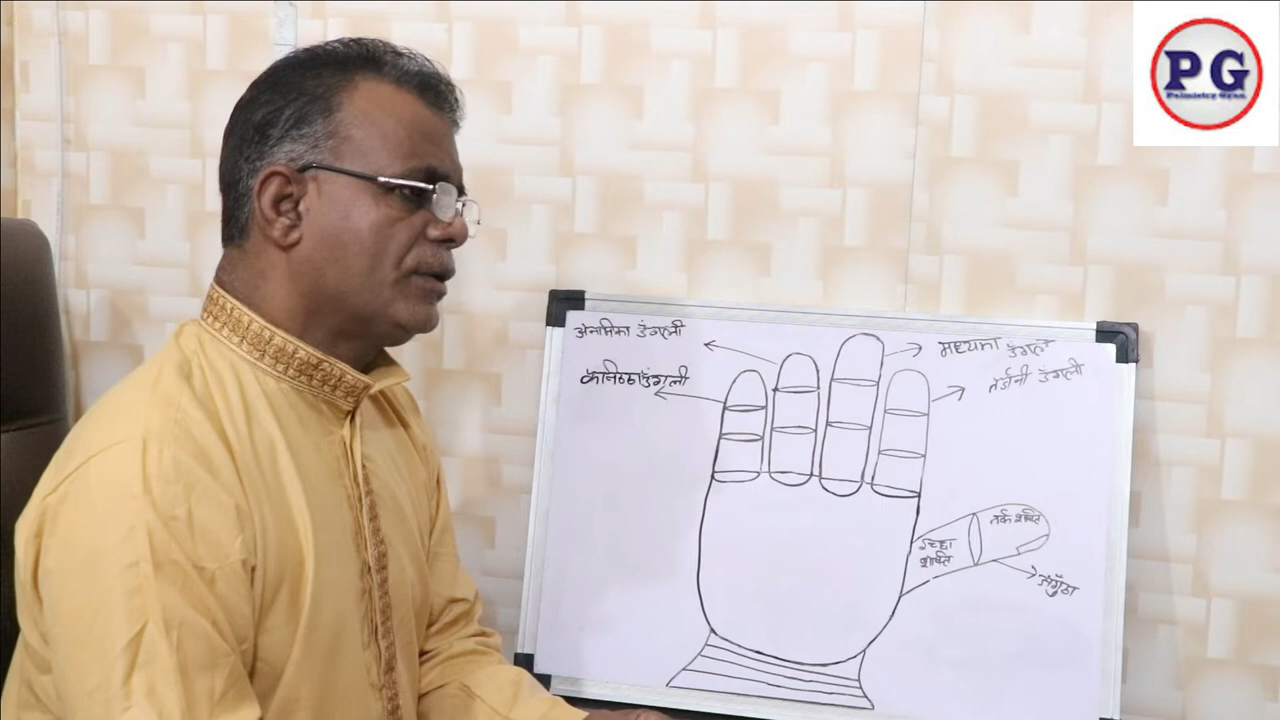 PG
Palmistry Gyan
अनामिका उंगली
कनिष्ठा उंगली
मध्यमा उंगली
तर्जनी उंगली
तर्क शक्ति
इच्छा
शक्ति
अंगुठा